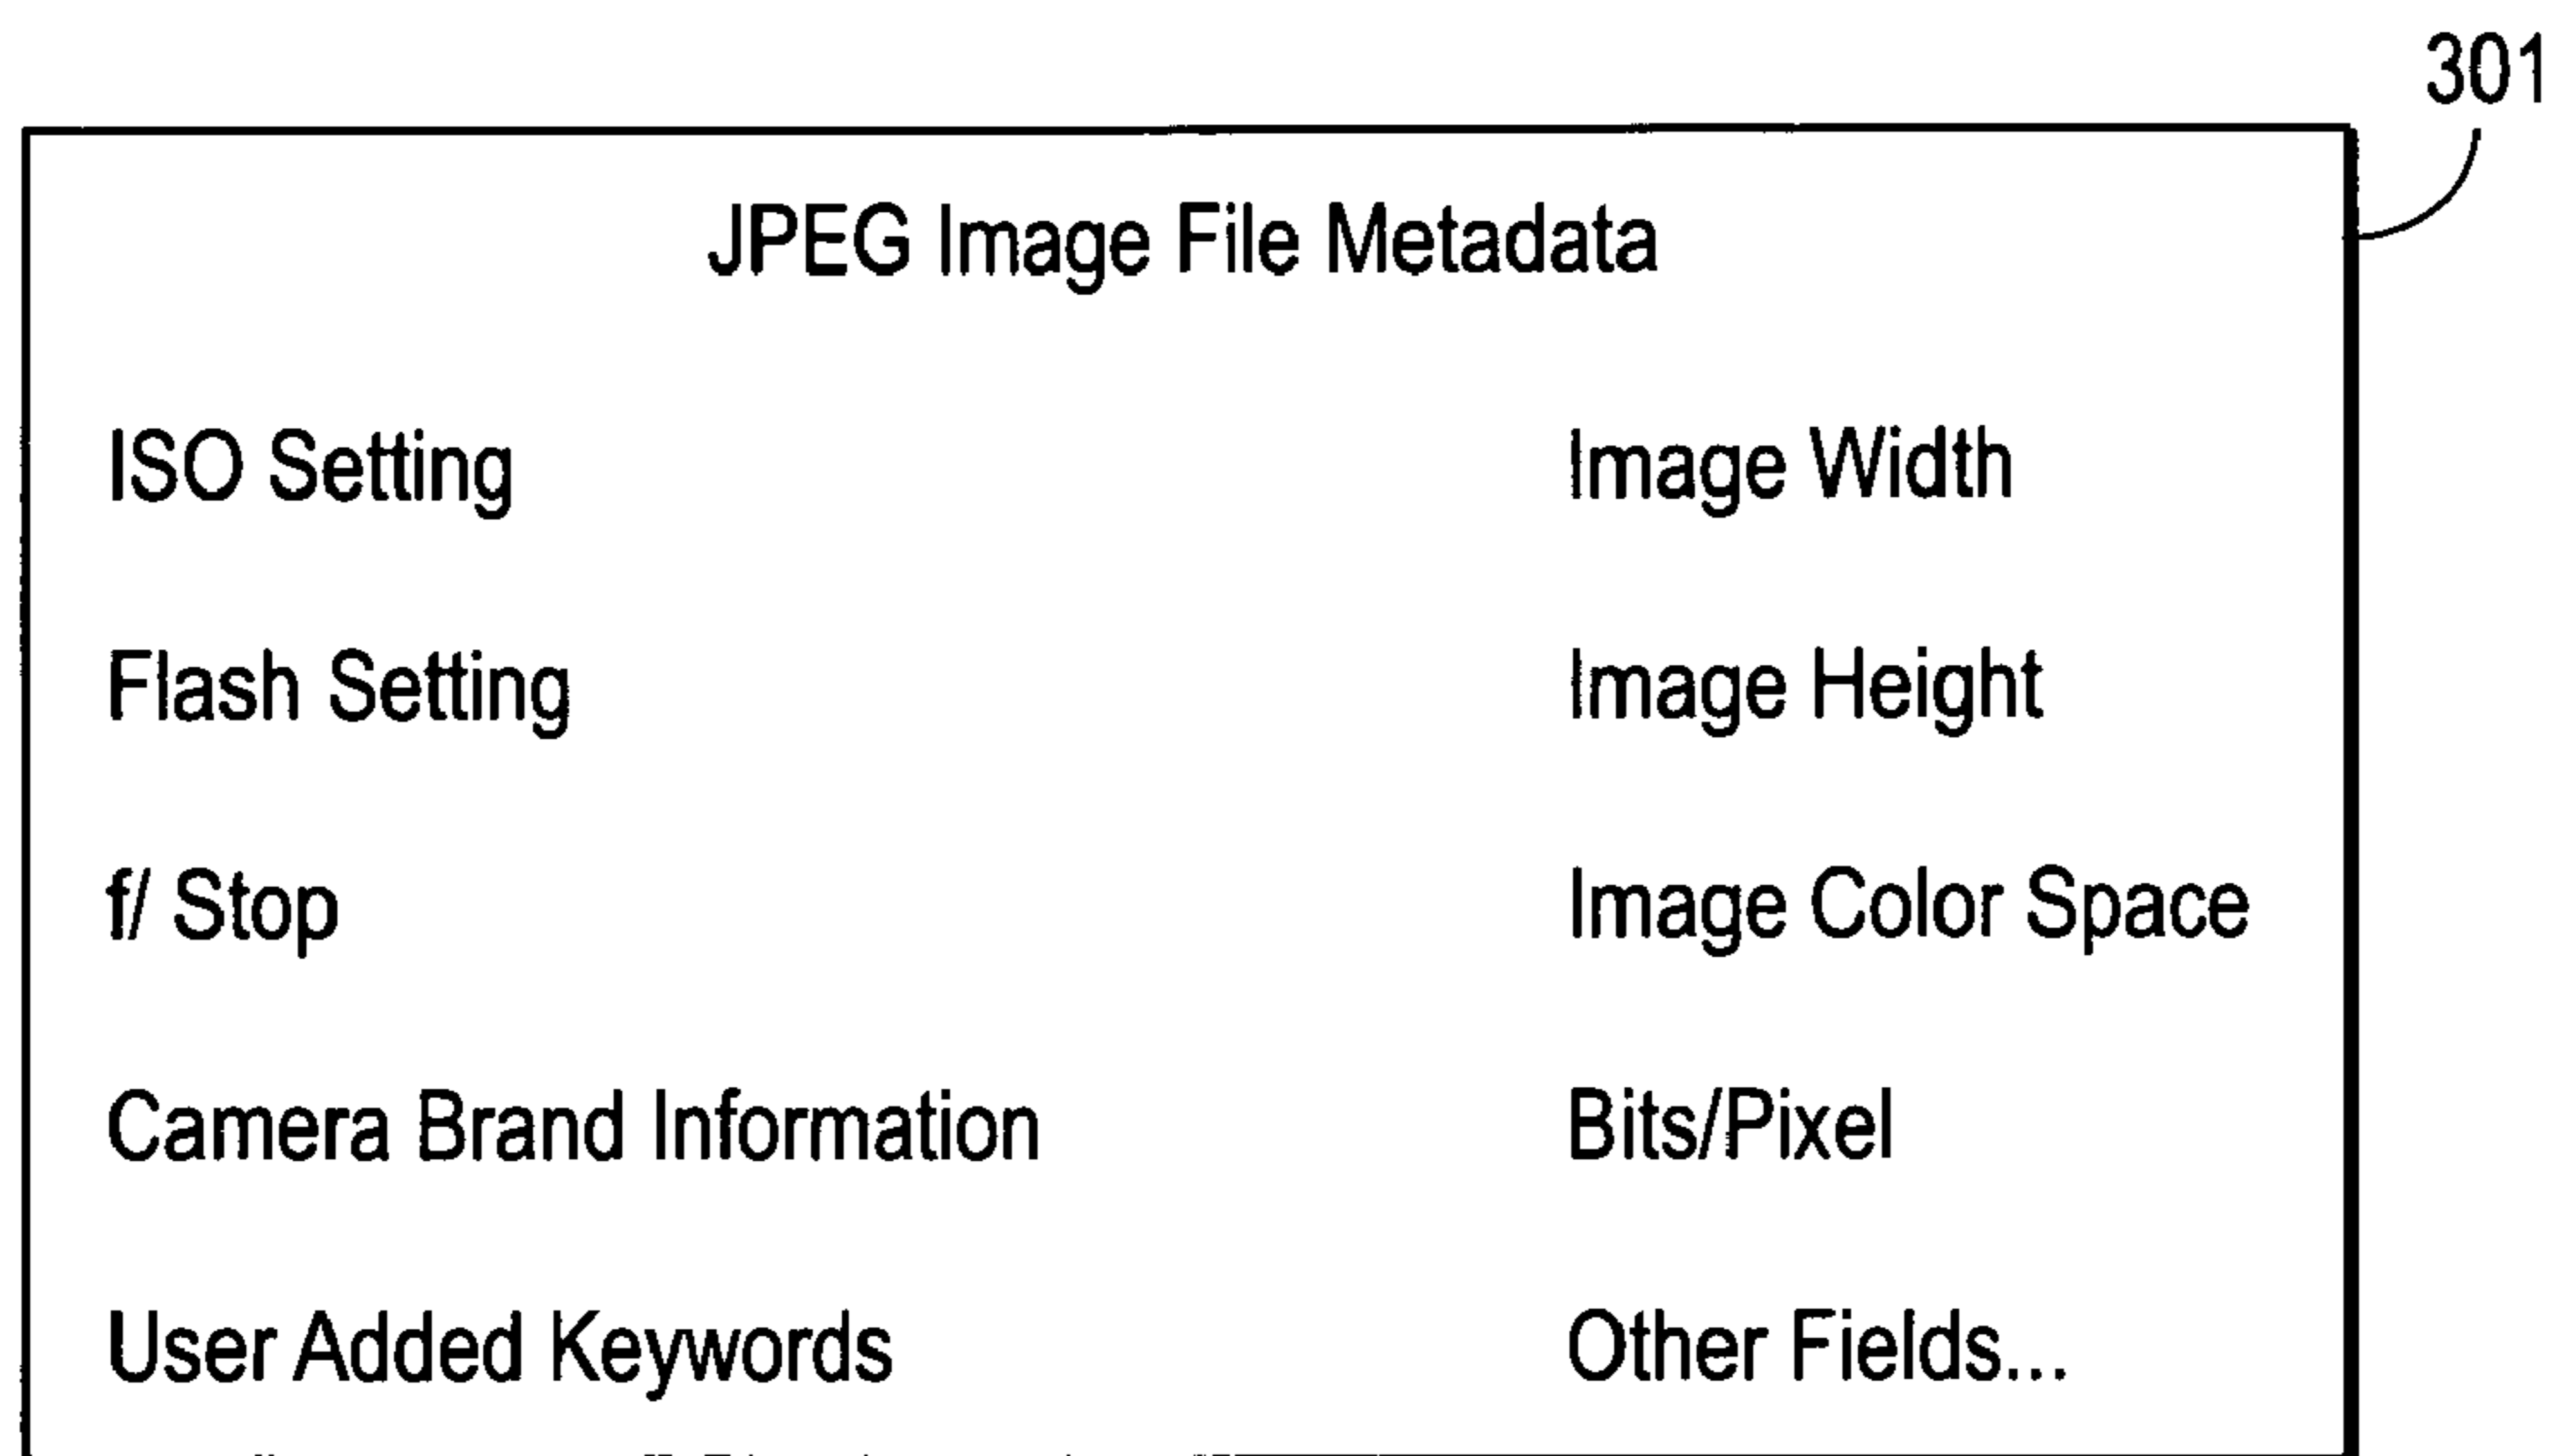 301
JPEG Image File Metadata
ISO Setting Image Width
Flash Setting Image Height
f/ Stop Image Color Space
Camera Brand Information Bits/Pixel
User Added Keywords Other Fields...